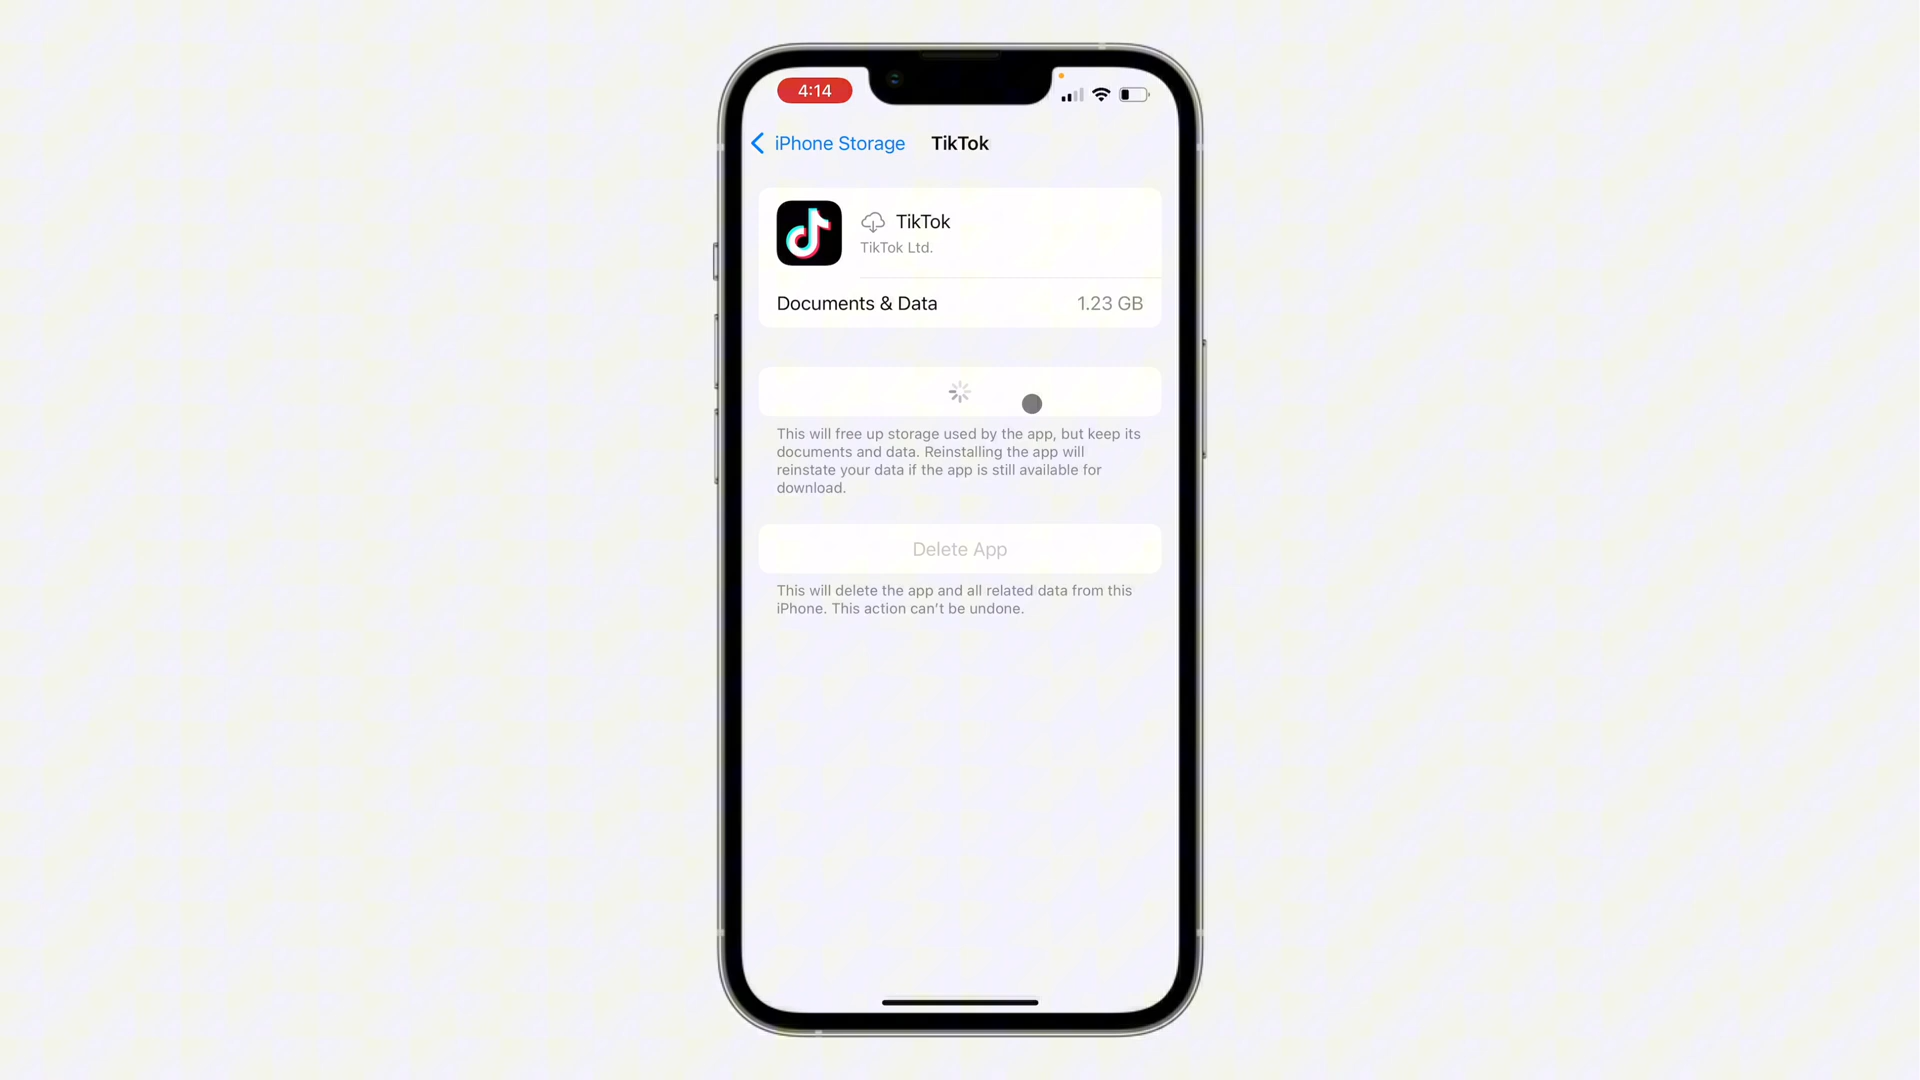 4:14
iPhone Storage TikTok
TikTok
TikTok Ltd.
Documents & Data 1.23 GB
This will free up storage used by the app, but keep its
documents and data. Reinstalling the app will
reinstate your data if the app is still available for
download.
Delete App
This will delete the app and all related data from this
iPhone. This action can’t be undone.